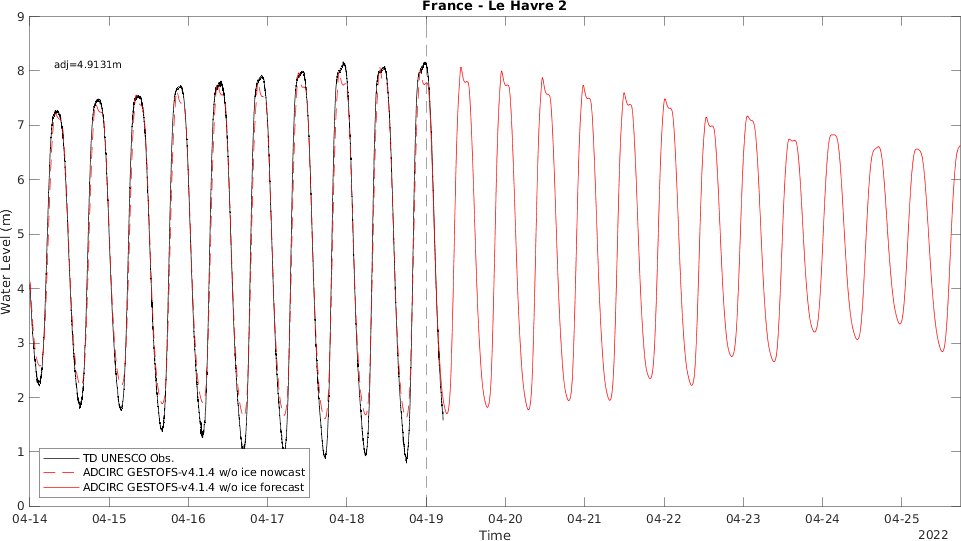 France - Le Havre 2
adj=4.9131m
Water Level (m)
9
8
7
6
5
4
3
2
1
0
TD UNESCO Obs.
ADCIRC GESTOFS-v4.1.4 w/o ice nowcast
ADCIRC GESTOFS-v4.1.4 w/o ice forecast
04-14 04-15 04-16 04-17 04-18 04-19 04-20 04-21 04-22 04-23 04-24 04-25
Time
2022